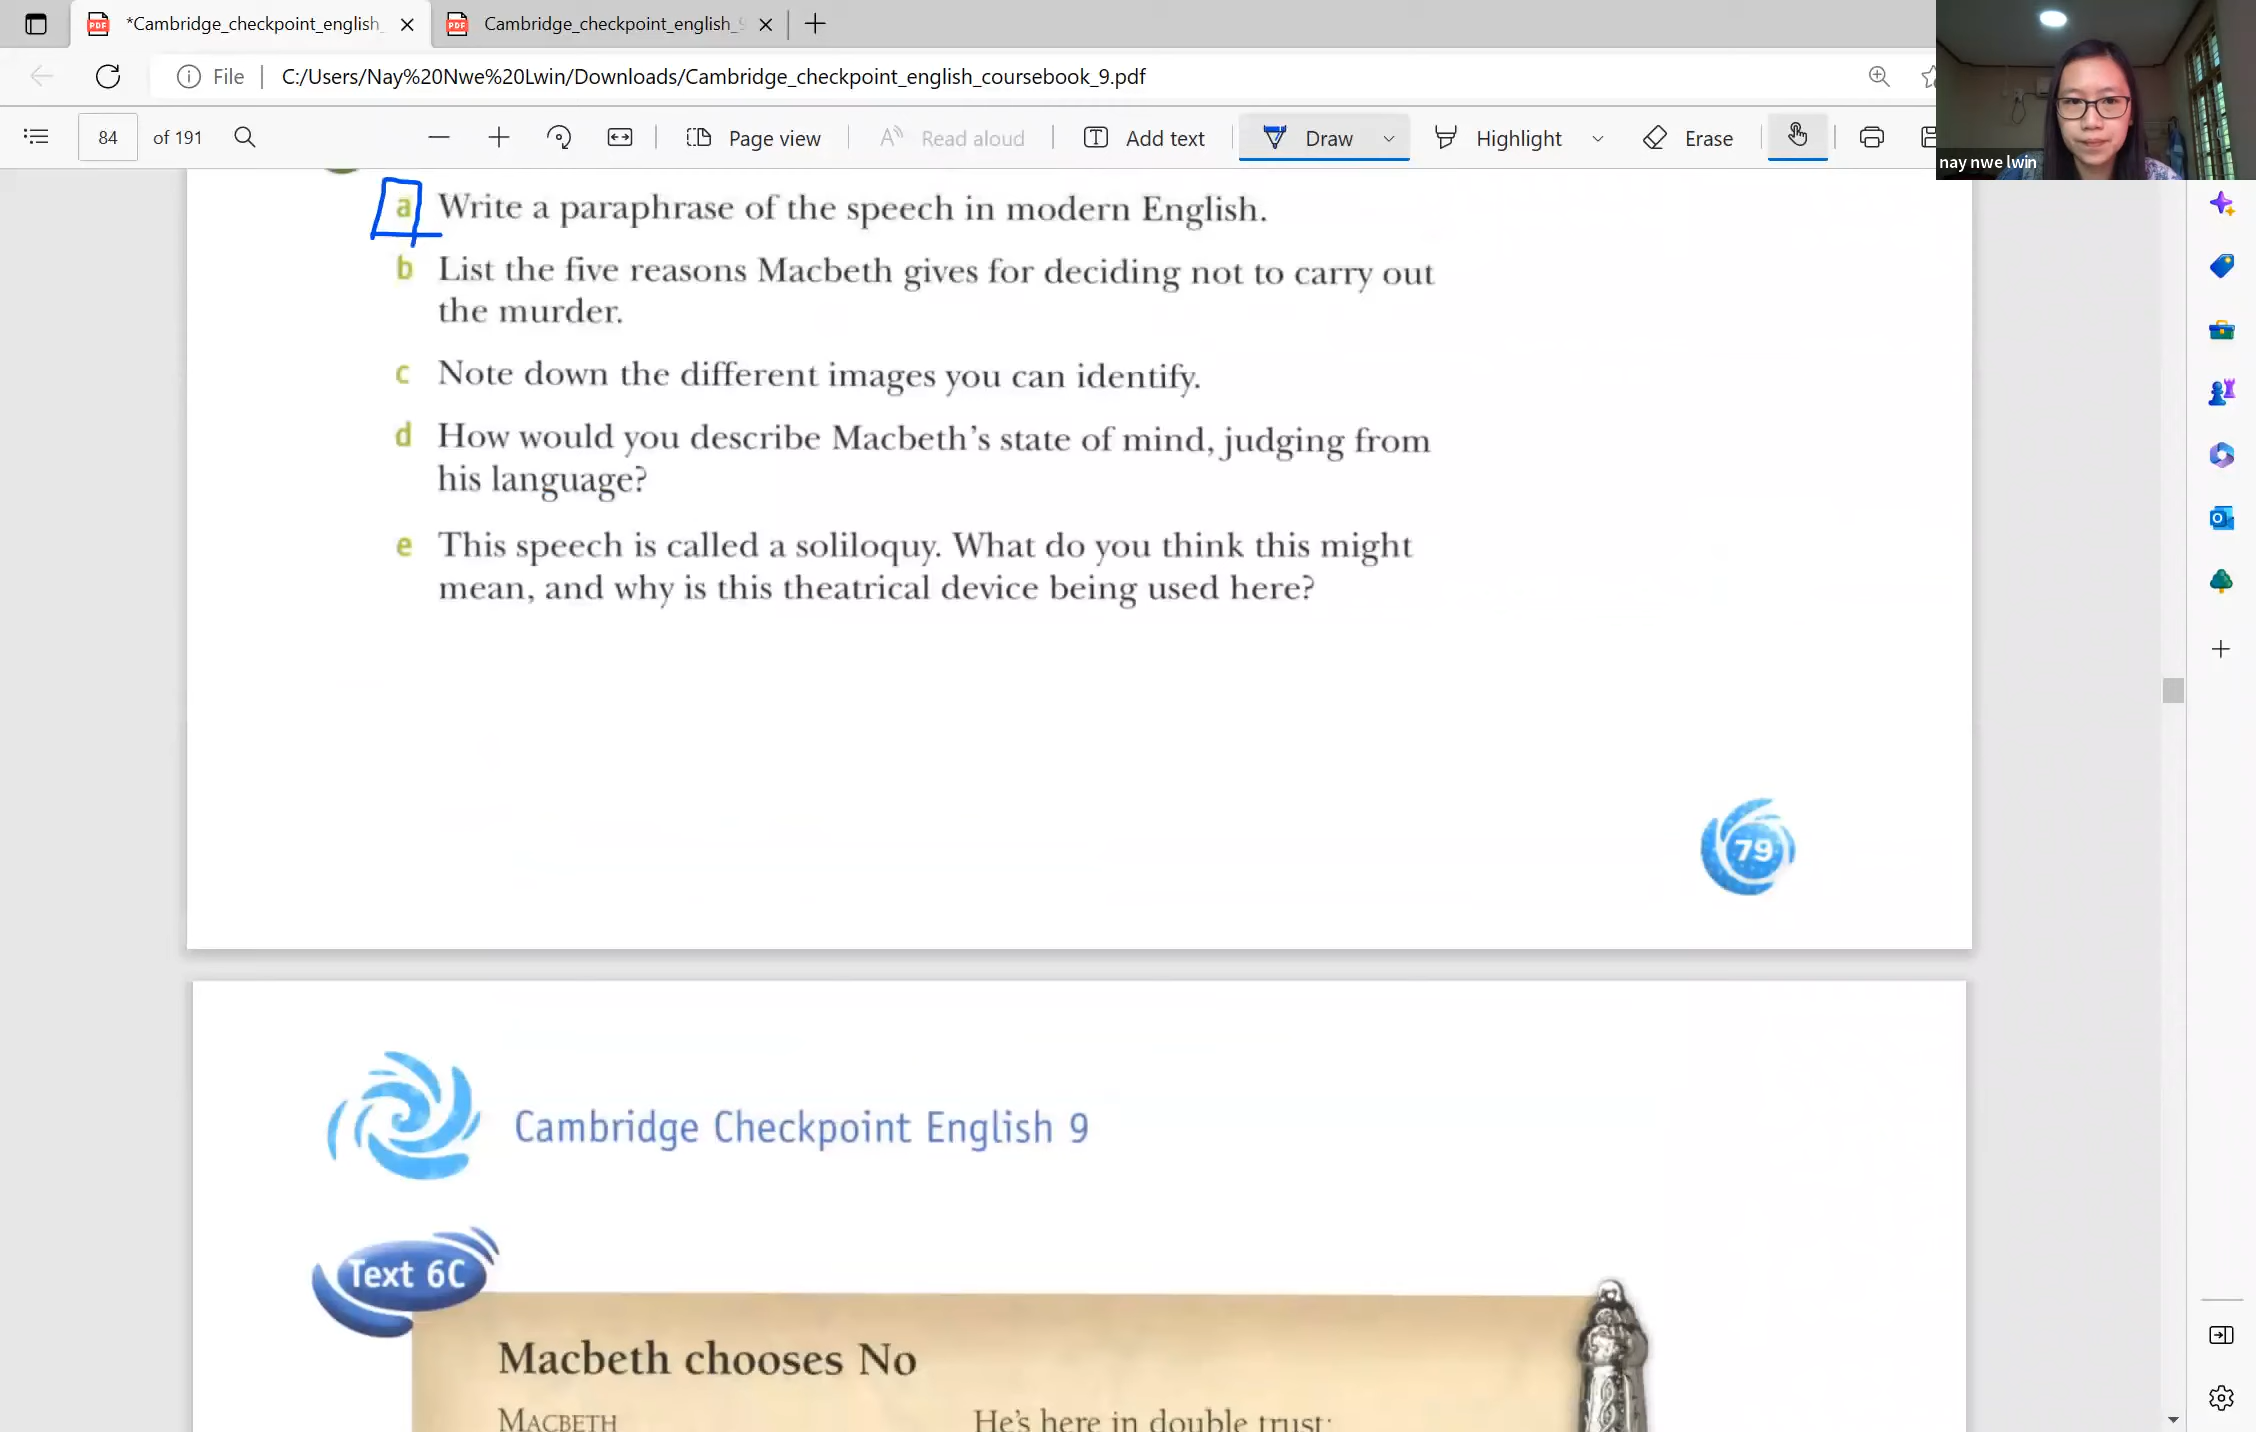 *Cambridge_checkpoint_english_
Cambridge_checkpoint_english_9
File
C:/Users/Nay%20Nwe%20Lwin/Downloads/Cambridge_checkpoint_english_coursebook_9.pdf
84 of 191
Page view
Read aloud
Add text
Draw
Highlight
Erase
nay nwe lwin
a Write a paraphrase of the speech in modern English.
b List the five reasons Macbeth gives for deciding not to carry out
the murder.
c Note down the different images you can identify.
d How would you describe Macbeth's state of mind, judging from
his language?
e This speech is called a soliloquy. What do you think this might
mean, and why is this theatrical device being used here?
79
Cambridge Checkpoint English 9
Text 6C
Macbeth chooses No
MACBETH
He's here in double trust: